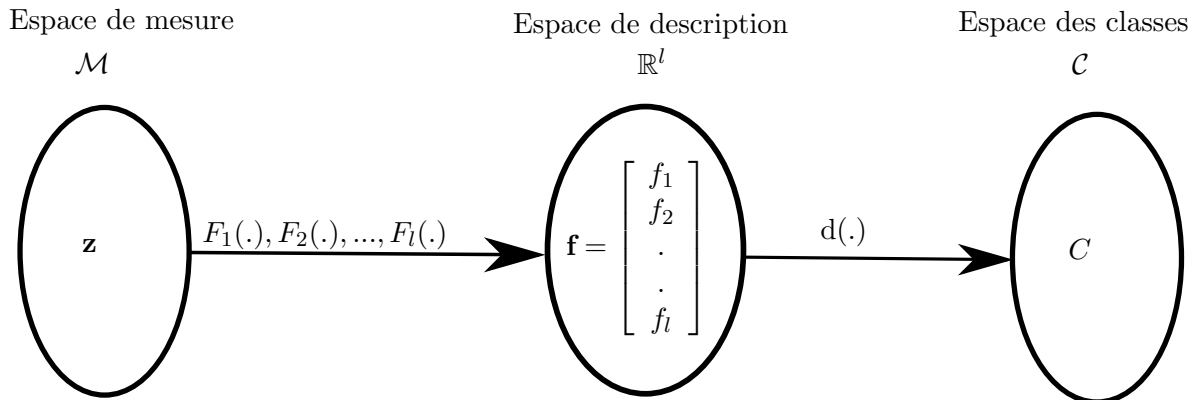 Espace de mesure
ℳ
Espace de description
ℝ^l
Espace des classes
𝒞
z
F_1(.), F_2(.), ..., F_l(.)
f =
f_1
f_2
.
.
f_l
d(.)
C